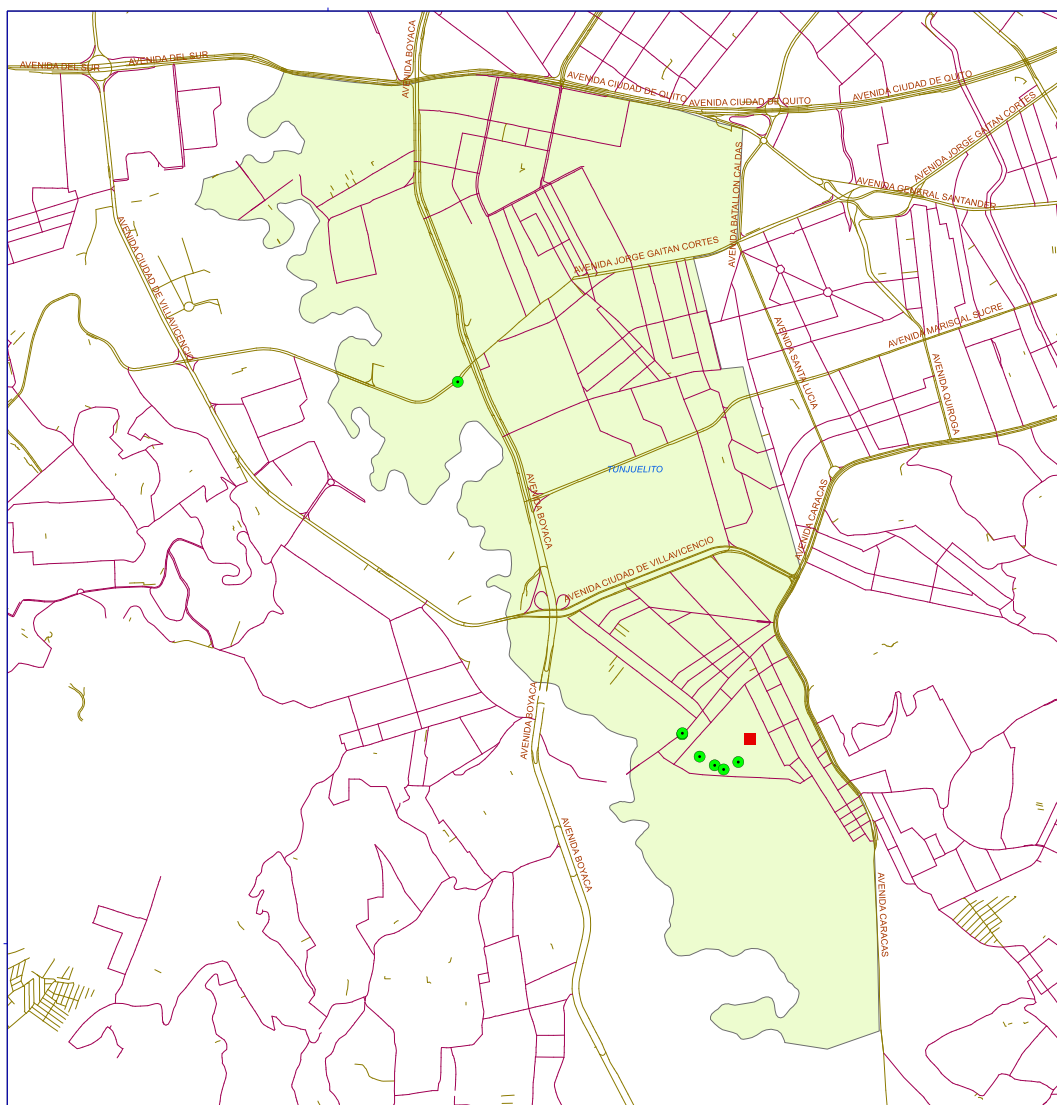 AVENIDA BOYACA
AVENIDA DEL SUR
AVENIDA DEL SUR
AVENIDA CIUDAD DE QUITO
AVENIDA CIUDAD DE QUITO
AVENIDA CIUDAD DE QUITO
AVENIDA JORGE GAITAN CORTES
AVENIDA BATALLON CALDAS
AVENIDA GENERAL SANTANDER
AVENIDA CIUDAD DE VILLAVICENCIO
AVENIDA JORGE GAITAN CORTES
AVENIDA MARISCAL SUCRE
AVENIDA SANTA LUCIA
AVENIDA QUIROGA
TUNJUELITO
AVENIDA BOYACA
AVENIDA CARACAS
AVENIDA CIUDAD DE VILLAVICENCIO
AVENIDA BOYACA
AVENIDA BOYACA
AVENIDA CARACAS